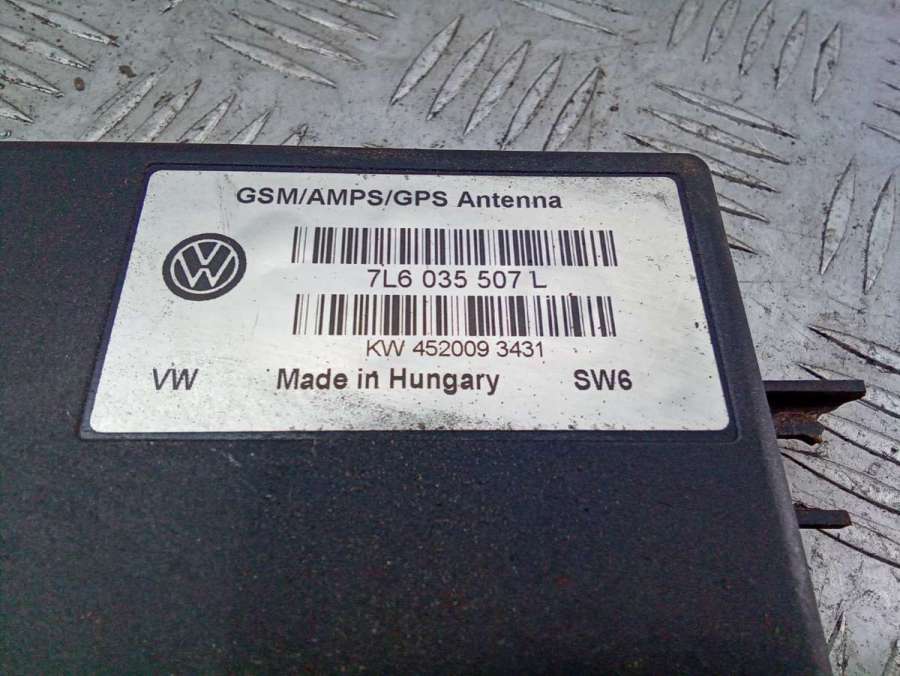 GSM/AMPS/GPS Antenna
7L6 035 507 L
KW 452009 3431
VW Made in Hungary SW6